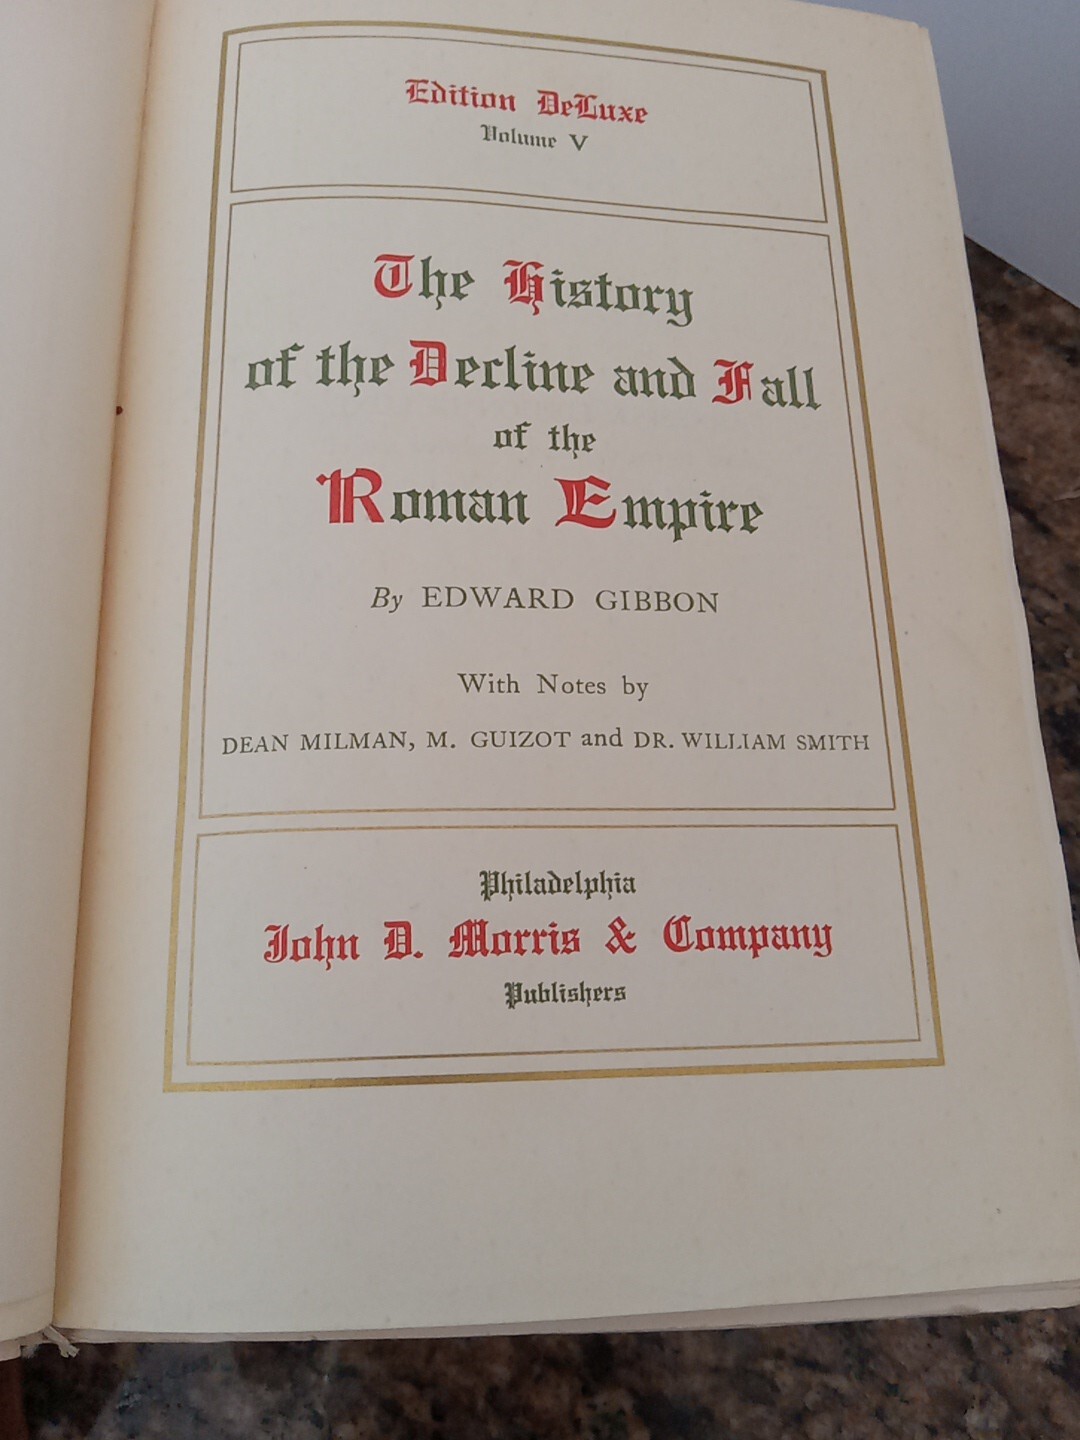 Edition DeLuxe
Volume V
The History
of the Decline and Fall
of the
Roman Empire
By EDWARD GIBBON
With Notes by
DEAN MILMAN, M. GUIZOT and DR. WILLIAM SMITH
Philadelphia
John D. Morris & Company
Publishers